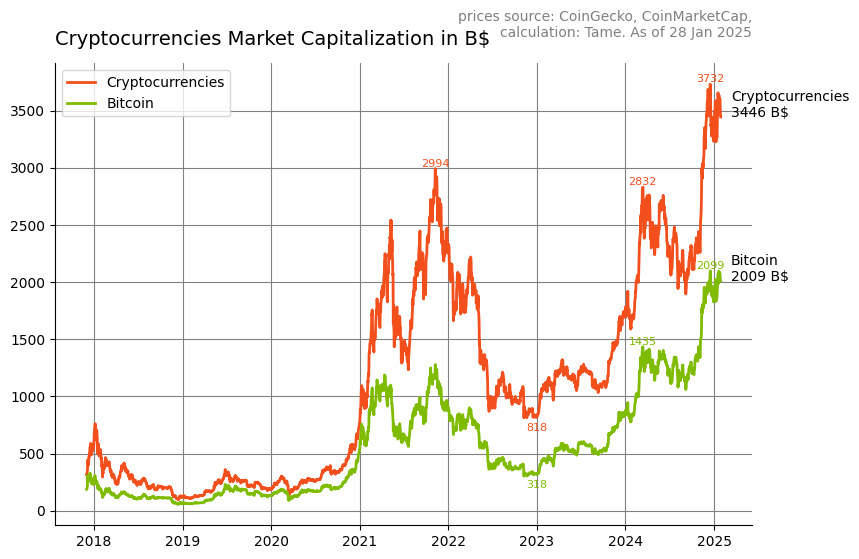 prices source: CoinGecko, CoinMarketCap,
calculation: Tame. As of 28 Jan 2025
Cryptocurrencies Market Capitalization in B$
Cryptocurrencies
Bitcoin
3732
Cryptocurrencies
3446 B$
3500
2994
3000
2832
2500
Bitcoin
2009 B$
2099
2000
1500
1435
1000
818
500
318
0
2018 2019 2020 2021 2022 2023 2024 2025